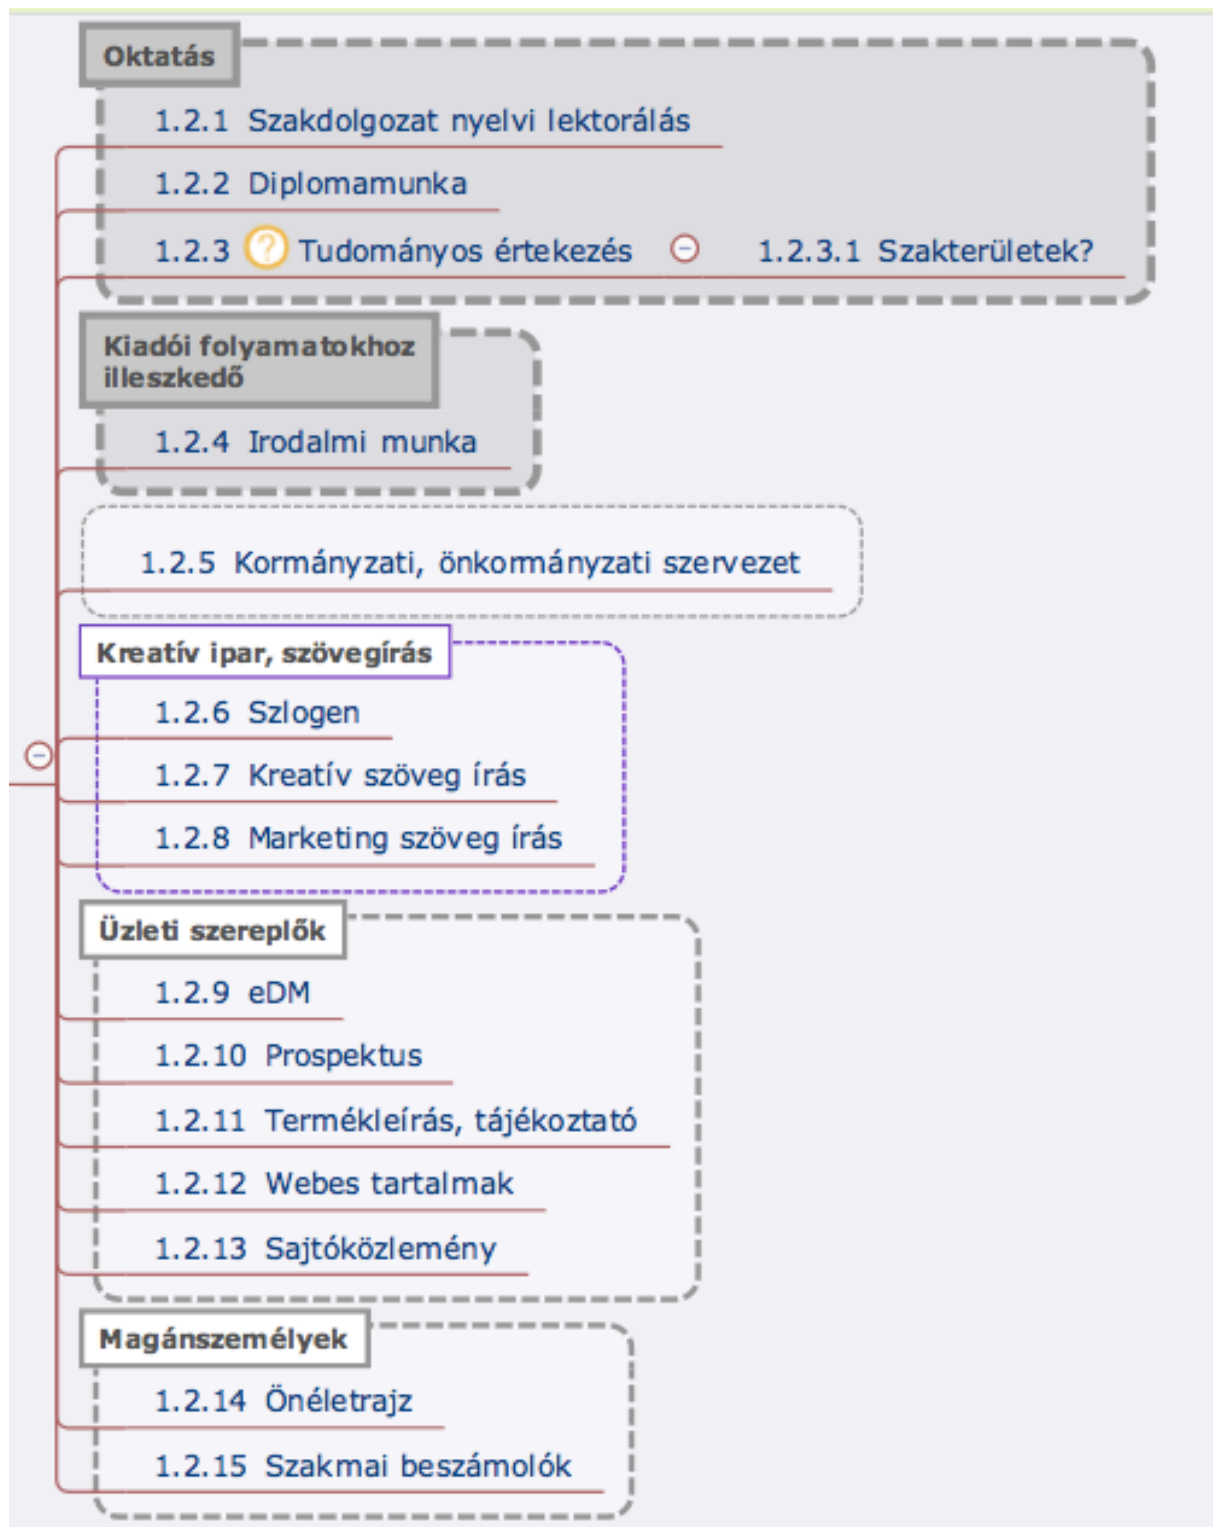 Oktatás
1.2.1 Szakdolgozat nyelvi lektorálás
1.2.2 Diplomamunka
1.2.3 ? Tudományos értekezés 1.2.3.1 Szakterületek?
Kiadói folyamatokhoz
illeszkedő
1.2.4 Irodalmi munka
1.2.5 Kormányzati, önkormányzati szervezet
Kreatív ipar, szövegírás
1.2.6 Szlogen
1.2.7 Kreatív szöveg írás
1.2.8 Marketing szöveg írás
Üzleti szereplők
1.2.9 eDM
1.2.10 Prospektus
1.2.11 Termékleírás, tájékoztató
1.2.12 Webes tartalmak
1.2.13 Sajtóközlemény
Magánszemélyek
1.2.14 Önéletrajz
1.2.15 Szakmai beszámolók